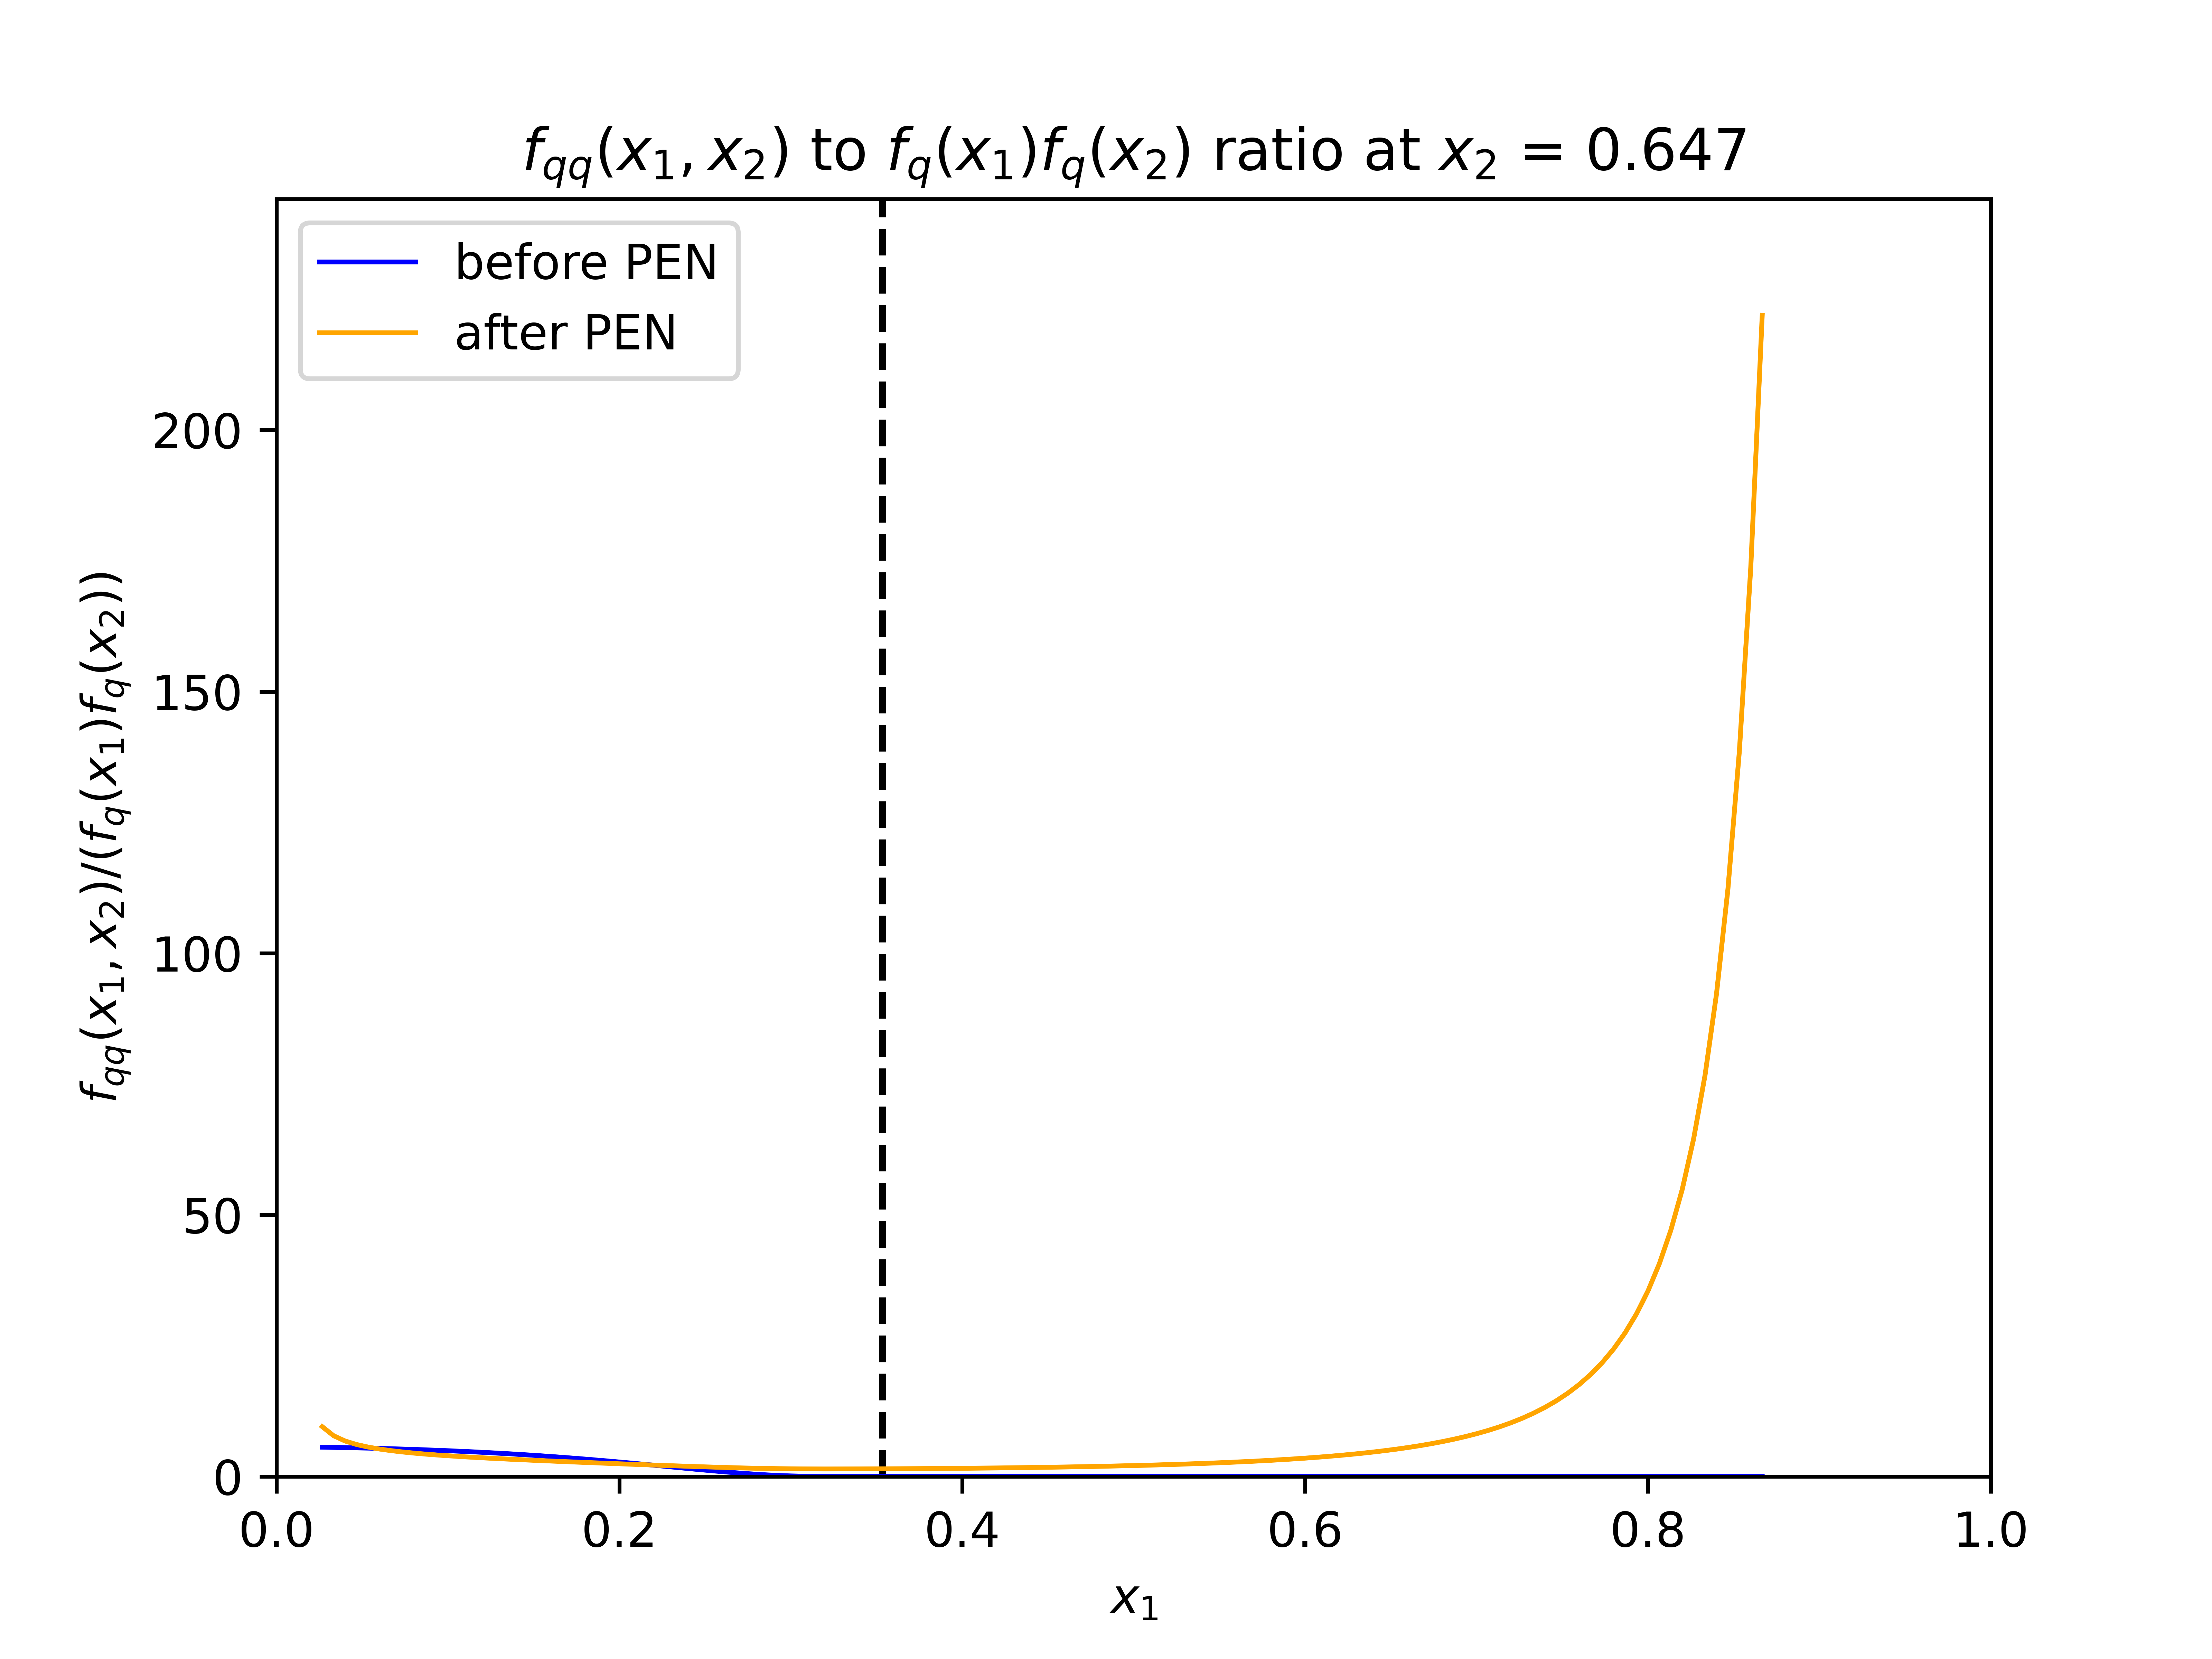 f_qq(x_1, x_2) to f_q(x_1)f_q(x_2) ratio at x_2 = 0.647
before PEN
after PEN
f_qq(x_1, x_2)/(f_q(x_1)f_q(x_2))
200
150
100
50
0
0.0 0.2 0.4 0.6 0.8 1.0
x_1